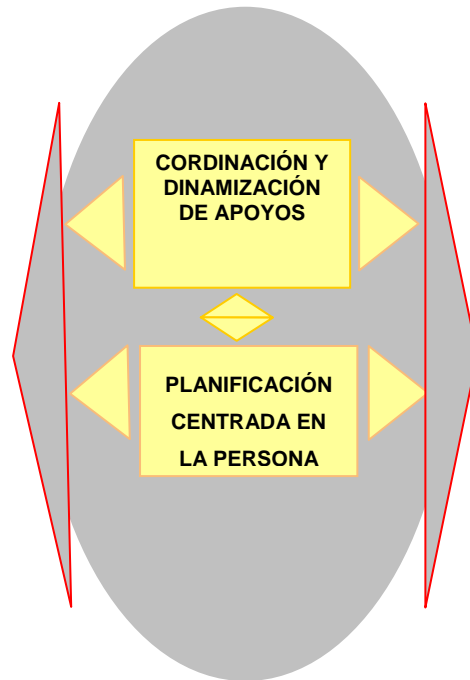 CORDINACIÓN Y
DINAMIZACIÓN
DE APOYOS
PLANIFICACIÓN
CENTRADA EN
LA PERSONA